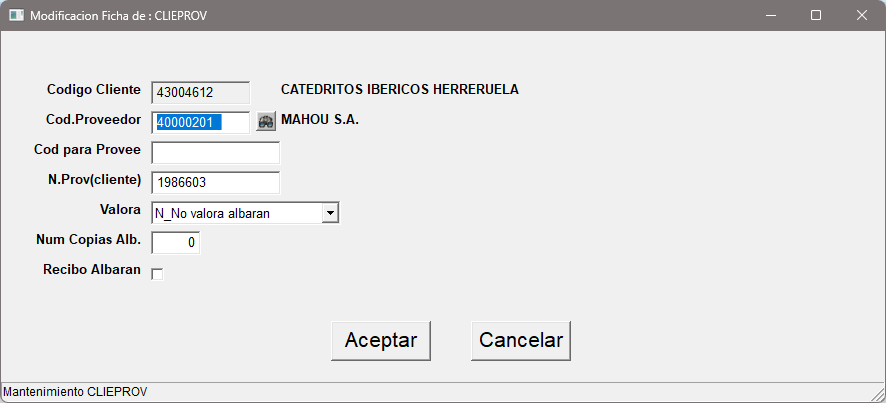 Modificacion Ficha de : CLIEPROV
Codigo Cliente 43004612 CATEDRITOS IBERICOS HERRERUELA
Cod.Proveedor 40000201 MAHOU S.A.
Cod para Provee
N.Prov(cliente) 1986603
Valora N_No valora albaran
Num Copias Alb. 0
Recibo Albaran
Aceptar Cancelar
Mantenimiento CLIEPROV